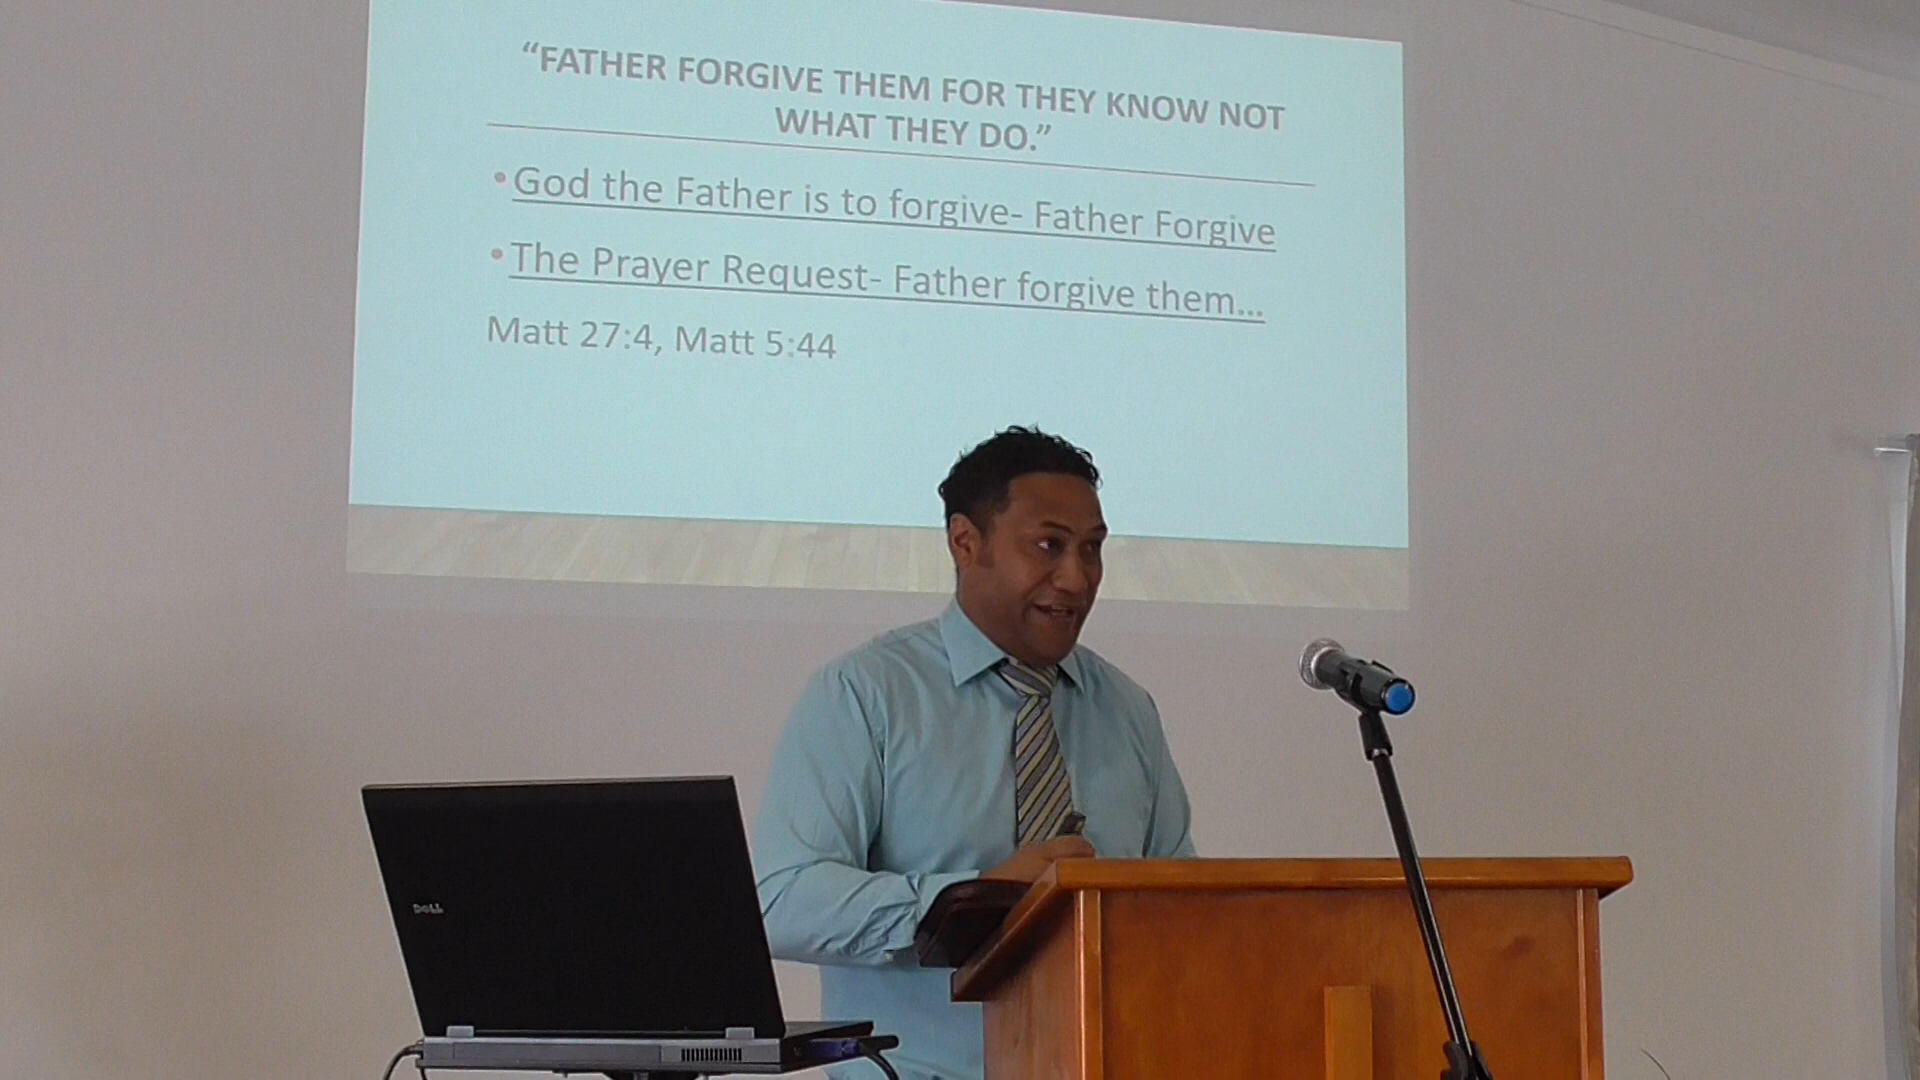 “FATHER FORGIVE THEM FOR THEY KNOW NOT
WHAT THEY DO.”
•God the Father is to forgive- Father Forgive
•The Prayer Request- Father forgive them...
Matt 27:4, Matt 5:44
DELL